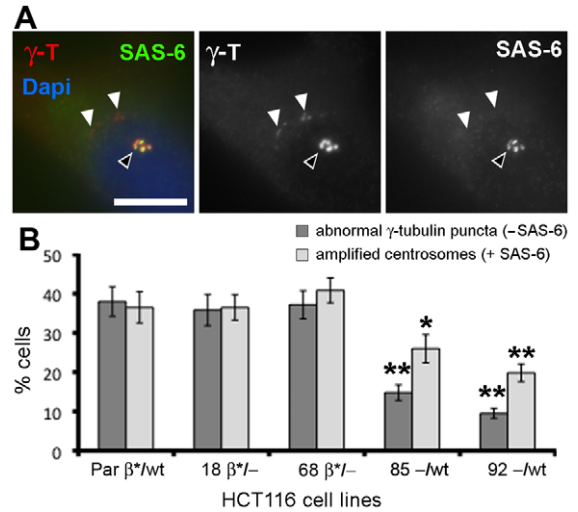 A
γ-T
SAS-6
Dapi
γ-T
SAS-6
B
abnormal γ-tubulin puncta (–SAS-6)
amplified centrosomes (+ SAS-6)
50
40
30
20
10
0
% cells
**
*
**
**
Par β*/wt
18 β*/–
68 β*/–
85 –/wt
92 –/wt
HCT116 cell lines